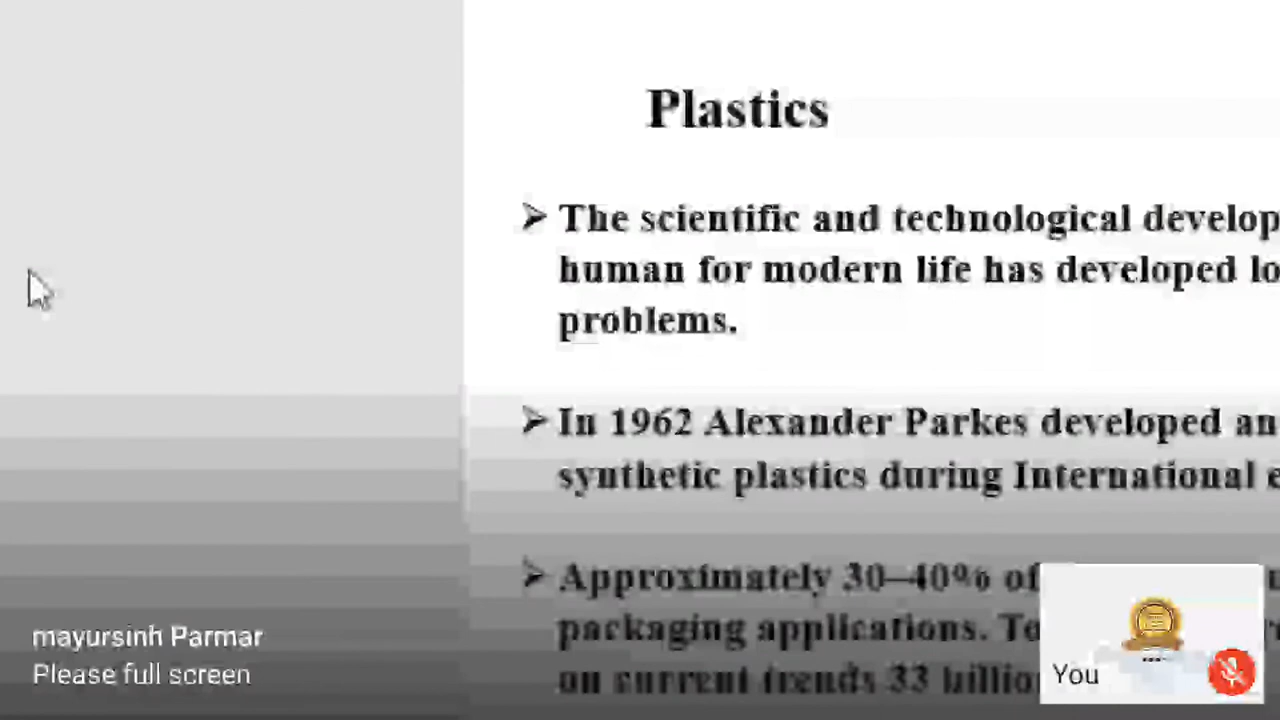 Plastics
➢ The scientific and technological develop
human for modern life has developed lo
problems.
➢ In 1962 Alexander Parkes developed an
synthetic plastics during International e
➢ Approximately 30–40% of
packaging applications. To
on current trends 33 billio
mayursinh Parmar
Please full screen
You